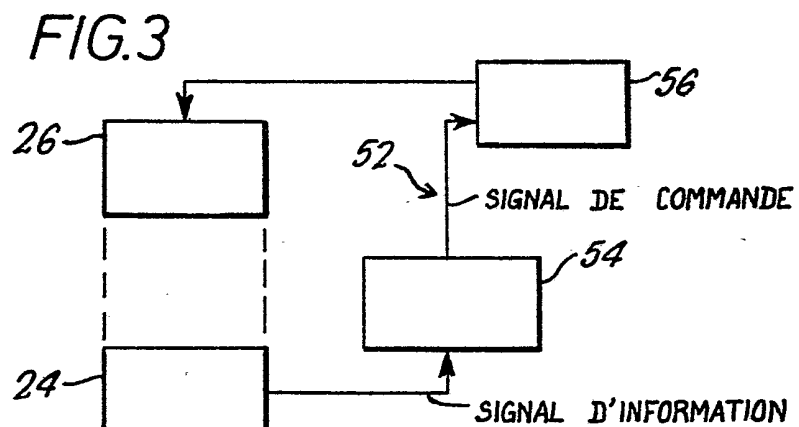 FIG.3
56
26
52
SIGNAL DE COMMANDE
54
24
SIGNAL D'INFORMATION